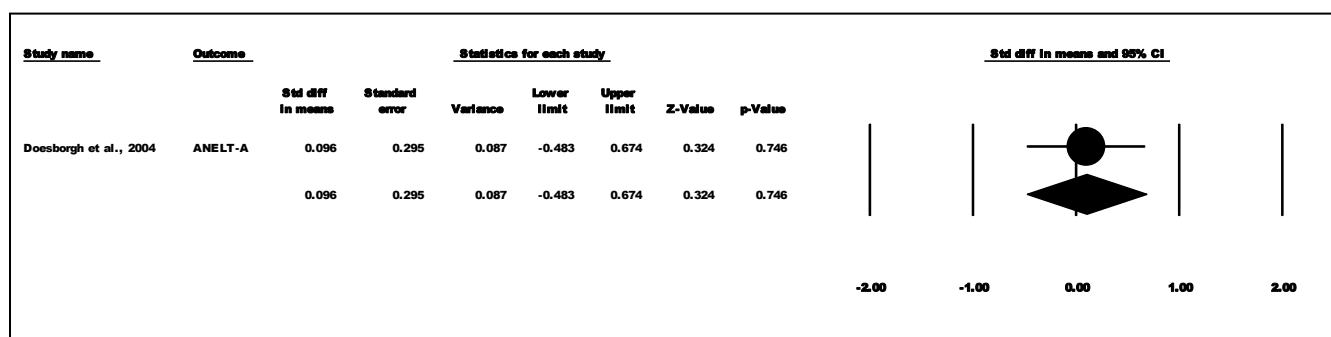 Study name Outcome Statistics for each study Std diff in means and 95% CI
Std diff in means Standard error Variance Lower limit Upper limit Z-Value p-Value
Doesborgh et al., 2004 ANELT-A 0.096 0.295 0.087 -0.483 0.674 0.324 0.746
0.096 0.295 0.087 -0.483 0.674 0.324 0.746
-2.00 -1.00 0.00 1.00 2.00